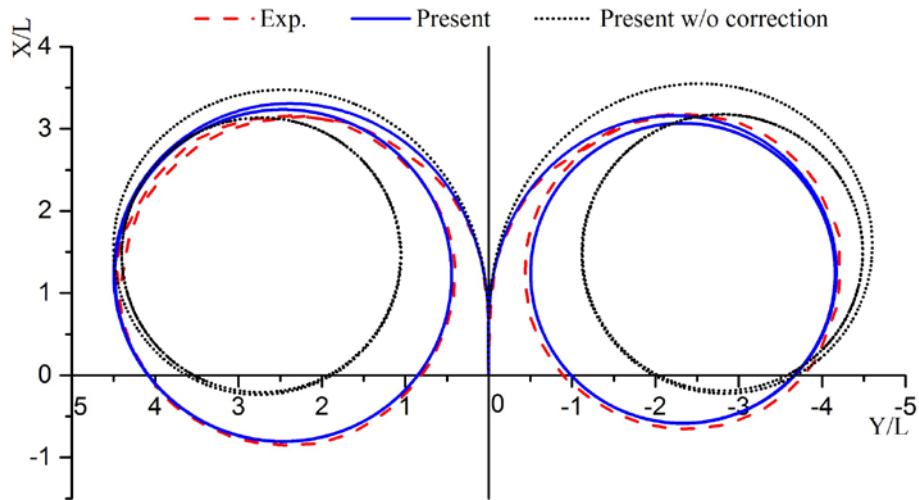 Exp. Present Present w/o correction
X/L
4
3
2
1
0
5 4 3 2 1 0 -1 -2 -3 -4 -5
Y/L
-1